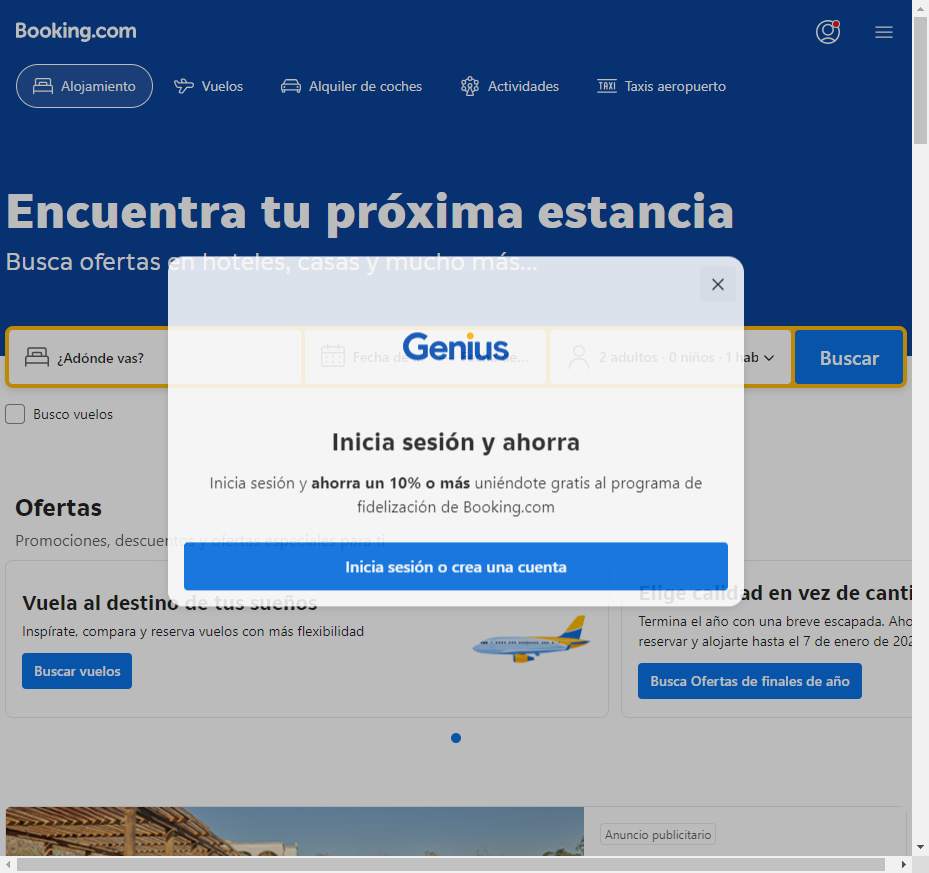 Booking.com
Alojamiento
Vuelos
Alquiler de coches
Actividades
TAXI Taxis aeropuerto
Encuentra tu próxima estancia
Busca ofertas en hoteles, casas y mucho más...
¿Adónde vas?
Fecha de
2 adultos · 0 niños · 1 hab
Buscar
Busco vuelos
Genius
Inicia sesión y ahorra
Inicia sesión y ahorra un 10% o más uniéndote gratis al programa de
fidelización de Booking.com
Inicia sesión o crea una cuenta
Ofertas
Promociones, descuentos y ofertas especiales para ti
Vuela al destino de tus sueños
Inspírate, compara y reserva vuelos con más flexibilidad
Buscar vuelos
Elige calidad en vez de canti
Termina el año con una breve escapada. Aho
reservar y alojarte hasta el 7 de enero de 202
Busca Ofertas de finales de año
Anuncio publicitario